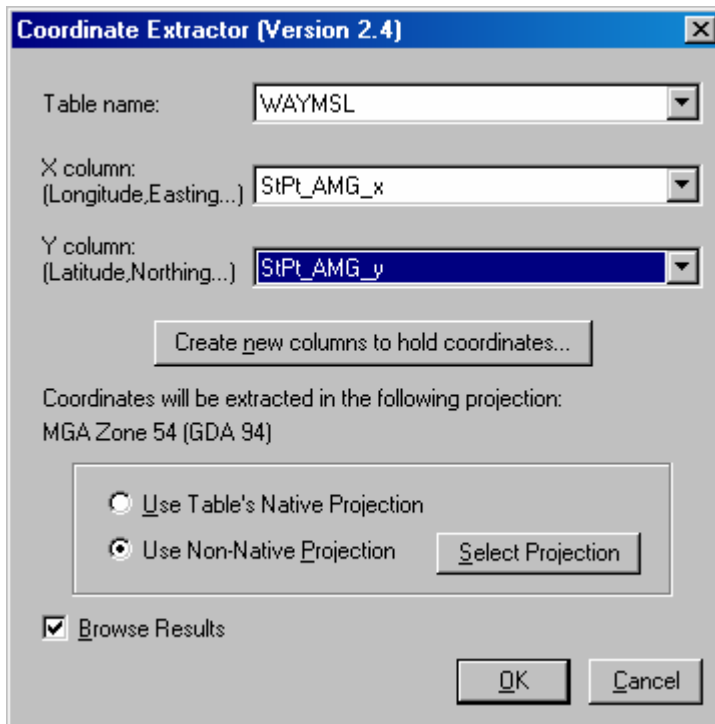 Coordinate Extractor (Version 2.4)
Table name:
WAYMSL
X column:
(Longitude,Easting...)
StPt_AMG_x
Y column:
(Latitude,Northing...)
StPt_AMG_y
Create new columns to hold coordinates...
Coordinates will be extracted in the following projection:
MGA Zone 54 (GDA 94)
Use Table's Native Projection
Use Non-Native Projection
Select Projection
Browse Results
OK
Cancel